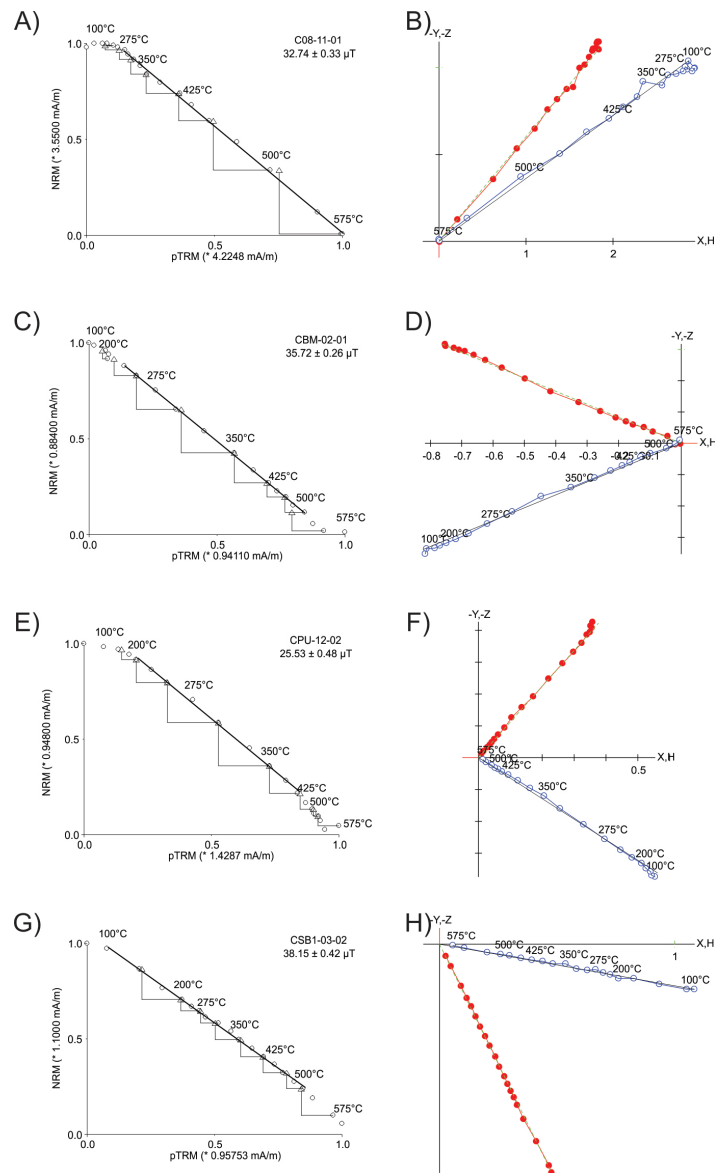 A)
C08-11-01
32.74 ± 0.33 µT
100°C
275°C
350°C
425°C
500°C
575°C
1.0
0.5
0.0
0.0
0.5
1.0
NRM (* 3.5500 mA/m)
pTRM (* 4.2248 mA/m)
B)
-Y,-Z
100°C
275°C
350°C
425°C
500°C
575°C
1
2
X,H
C)
CBM-02-01
35.72 ± 0.26 µT
100°C
200°C
275°C
350°C
425°C
500°C
575°C
1.0
0.5
0.0
0.0
0.5
1.0
NRM (* 0.88400 mA/m)
pTRM (* 0.94110 mA/m)
D)
-Y,-Z
575°C
X,H
500°C
-0.8
-0.7
-0.6
-0.5
-0.4
-0.3
425°C
-0.1
350°C
275°C
200°C
100°C
E)
CPU-12-02
25.53 ± 0.48 µT
100°C
200°C
275°C
350°C
425°C
500°C
575°C
1.0
0.5
0.0
0.0
0.5
1.0
NRM (* 0.94800 mA/m)
pTRM (* 1.4287 mA/m)
F)
-Y,-Z
575°C
500°C
X,H
425°C
0.5
350°C
275°C
200°C
100°C
G)
CSB1-03-02
38.15 ± 0.42 µT
100°C
200°C
275°C
350°C
425°C
500°C
575°C
1.0
0.5
0.0
0.0
0.5
1.0
NRM (* 1.1000 mA/m)
pTRM (* 0.95753 mA/m)
H)
-Y,-Z
575°C
500°C
425°C
350°C
275°C
200°C
100°C
1
X,H